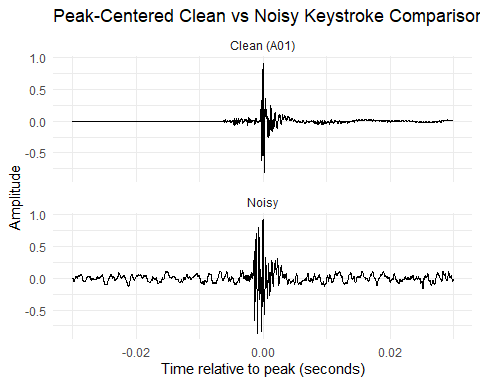 Peak-Centered Clean vs Noisy Keystroke Comparison
Clean (A01)
1.0
0.5
0.0
-0.5
Amplitude
Noisy
1.0
0.5
0.0
-0.5
-0.02 0.00 0.02
Time relative to peak (seconds)